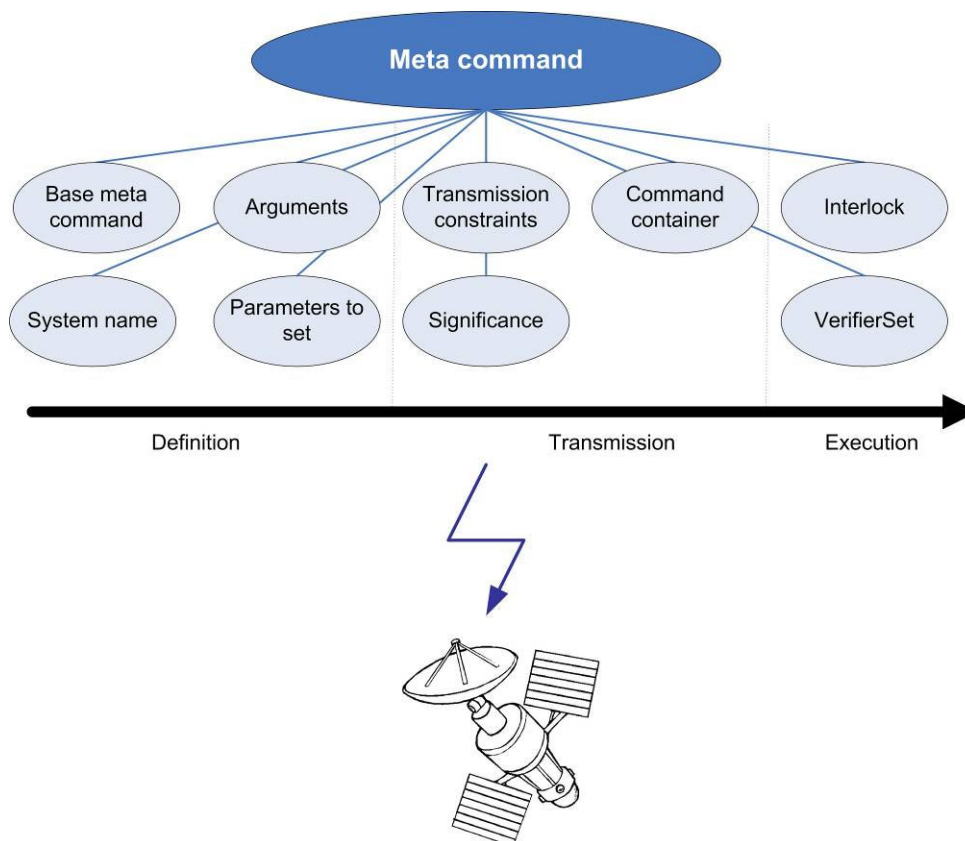 Meta command
Base meta
command
Arguments
Transmission
constraints
Command
container
Interlock
System name
Parameters to
set
Significance
VerifierSet
Definition
Transmission
Execution